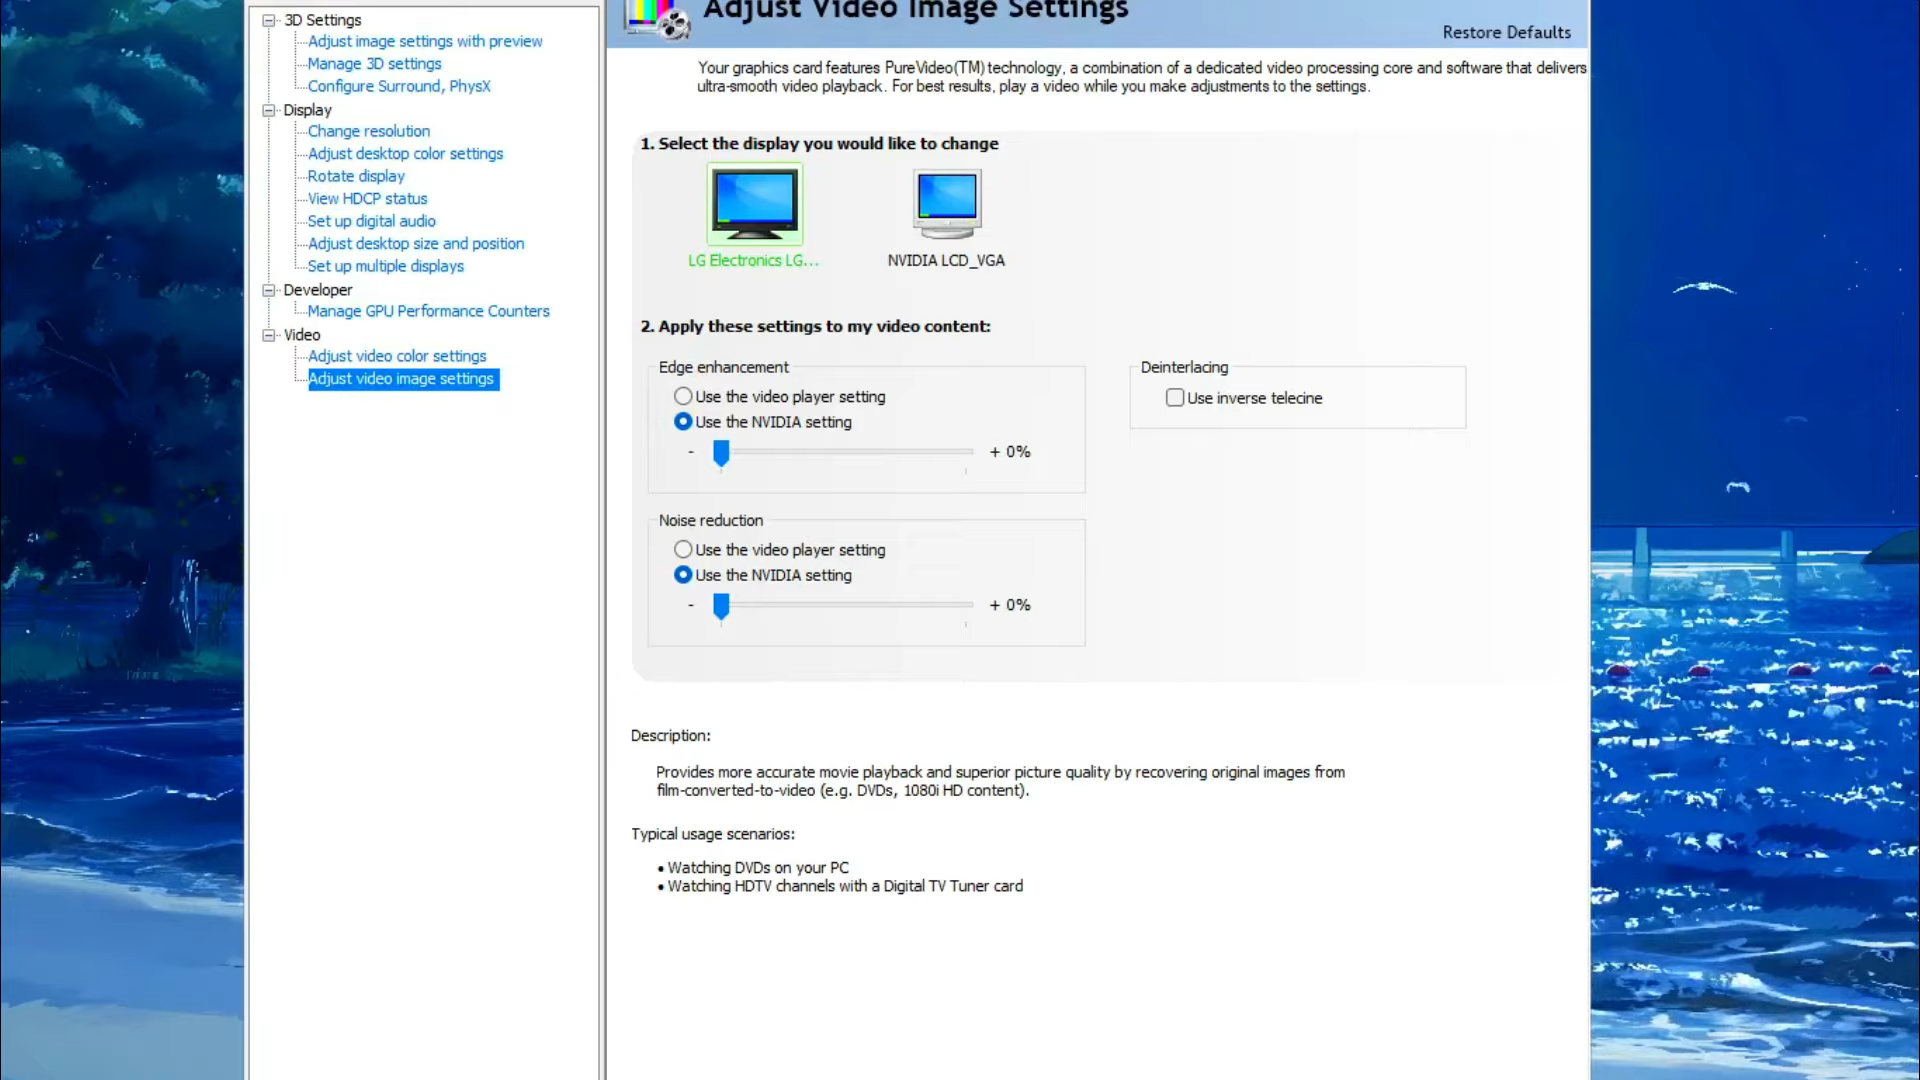 3D Settings
Adjust image settings with preview
Manage 3D settings
Configure Surround, PhysX
Display
Change resolution
Adjust desktop color settings
Rotate display
View HDCP status
Set up digital audio
Adjust desktop size and position
Set up multiple displays
Developer
Manage GPU Performance Counters
Video
Adjust video color settings
Adjust video image settings
Adjust Video Image Settings
Restore Defaults
Your graphics card features PureVideo(TM) technology, a combination of a dedicated video processing core and software that delivers
ultra-smooth video playback. For best results, play a video while you make adjustments to the settings.
1. Select the display you would like to change
LG Electronics LG...
NVIDIA LCD_VGA
2. Apply these settings to my video content:
Edge enhancement
Use the video player setting
Use the NVIDIA setting
- + 0%
Deinterlacing
Use inverse telecine
Noise reduction
Use the video player setting
Use the NVIDIA setting
- + 0%
Description:
Provides more accurate movie playback and superior picture quality by recovering original images from
film-converted-to-video (e.g. DVDs, 1080i HD content).
Typical usage scenarios:
• Watching DVDs on your PC
• Watching HDTV channels with a Digital TV Tuner card